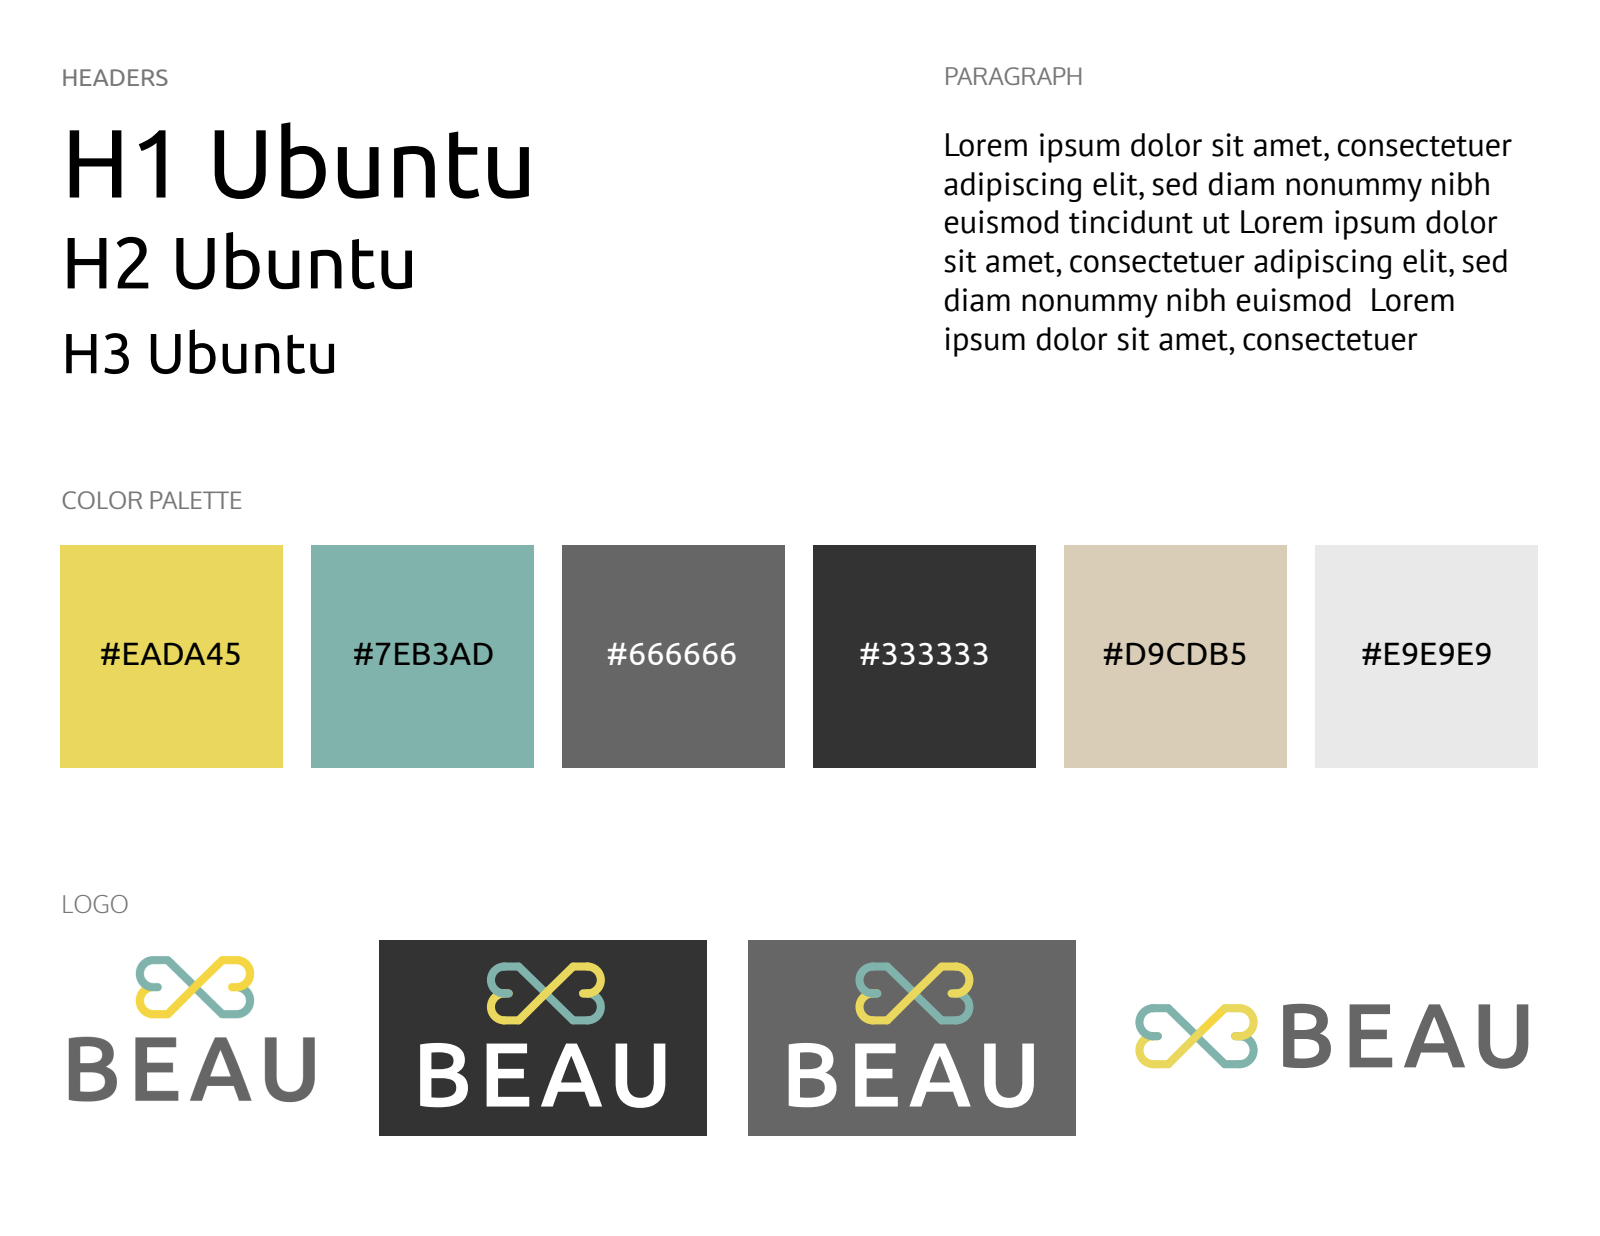 HEADERS
H1 Ubuntu
H2 Ubuntu
H3 Ubuntu
PARAGRAPH
Lorem ipsum dolor sit amet, consectetuer
adipiscing elit, sed diam nonummy nibh
euismod tincidunt ut Lorem ipsum dolor
sit amet, consectetuer adipiscing elit, sed
diam nonummy nibh euismod  Lorem
ipsum dolor sit amet, consectetuer
COLOR PALETTE
#EADA45
#7EB3AD
#666666
#333333
#D9CDB5
#E9E9E9
LOGO
BEAU
BEAU
BEAU
BEAU